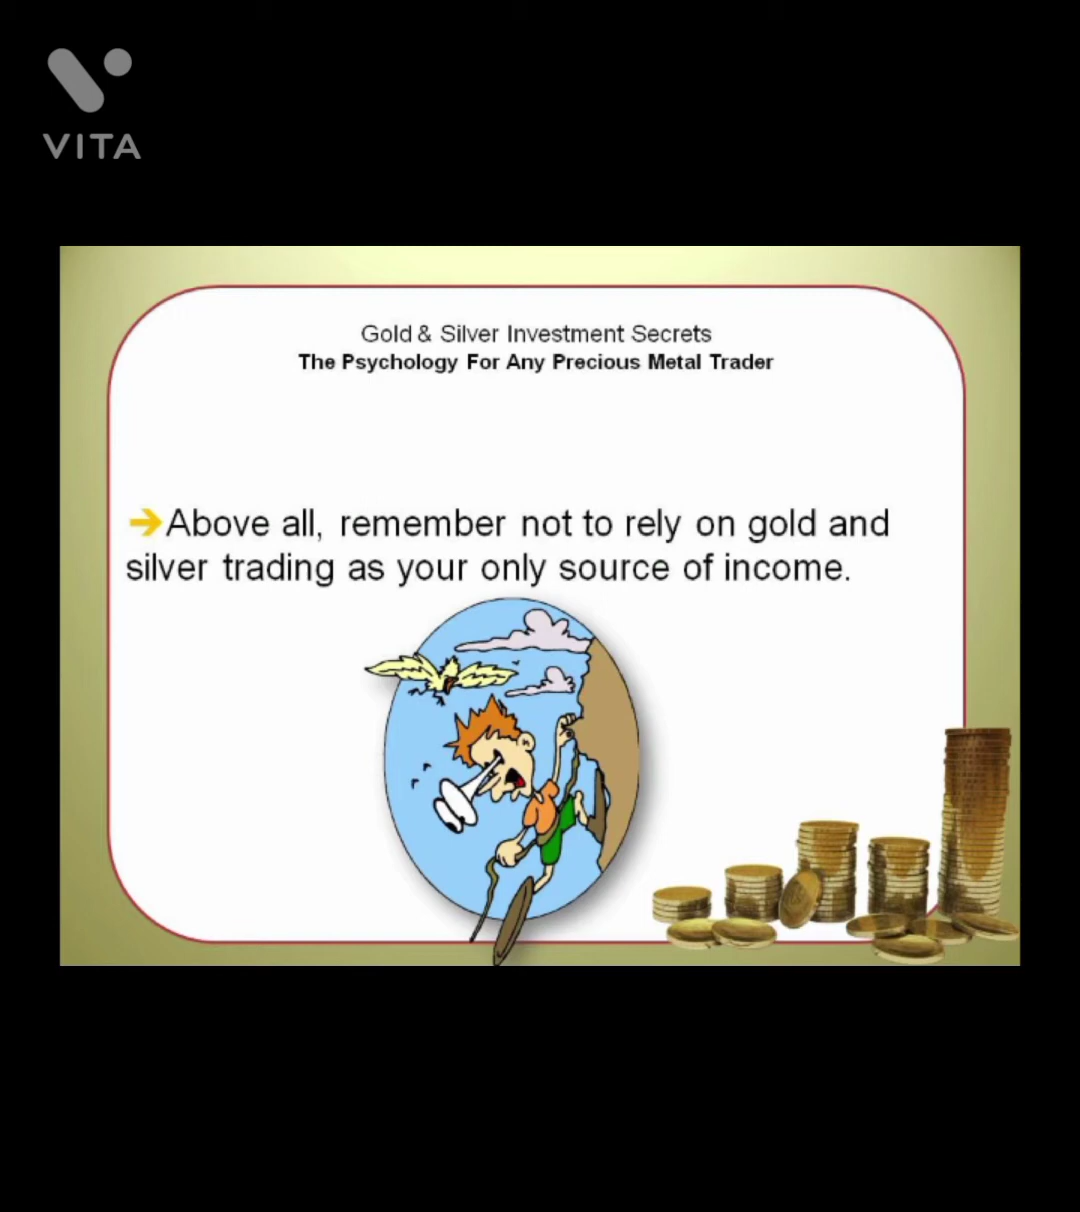 VITA
Gold & Silver Investment Secrets
The Psychology For Any Precious Metal Trader
➔Above all, remember not to rely on gold and
silver trading as your only source of income.